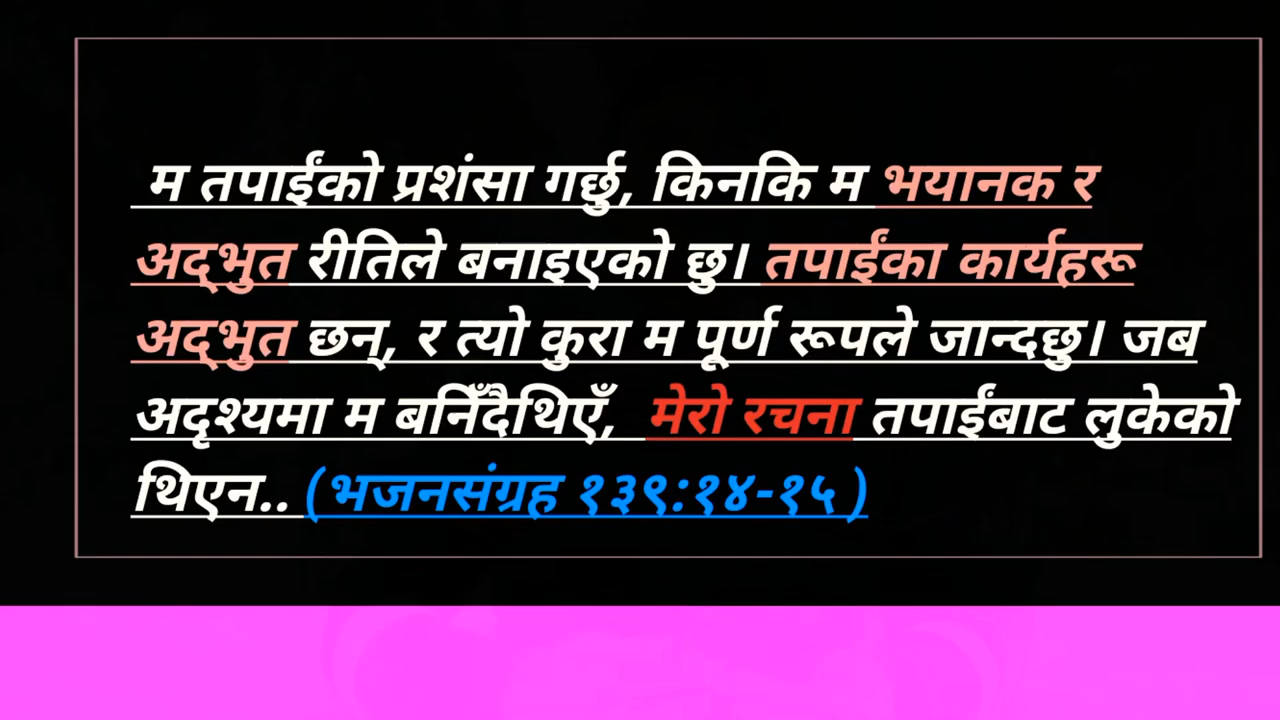 म तपाईंको प्रशंसा गर्छु, किनकि म भयानक र
अद्‌भुत रीतिले बनाइएको छु। तपाईंका कार्यहरू
अद्‌भुत छन्, र त्यो कुरा म पूर्ण रूपले जान्दछु। जब
अदृश्यमा म बनिँदैथिएँ, मेरो रचना तपाईंबाट लुकेको
थिएन.. (भजनसंग्रह १३९:१४-१५ )